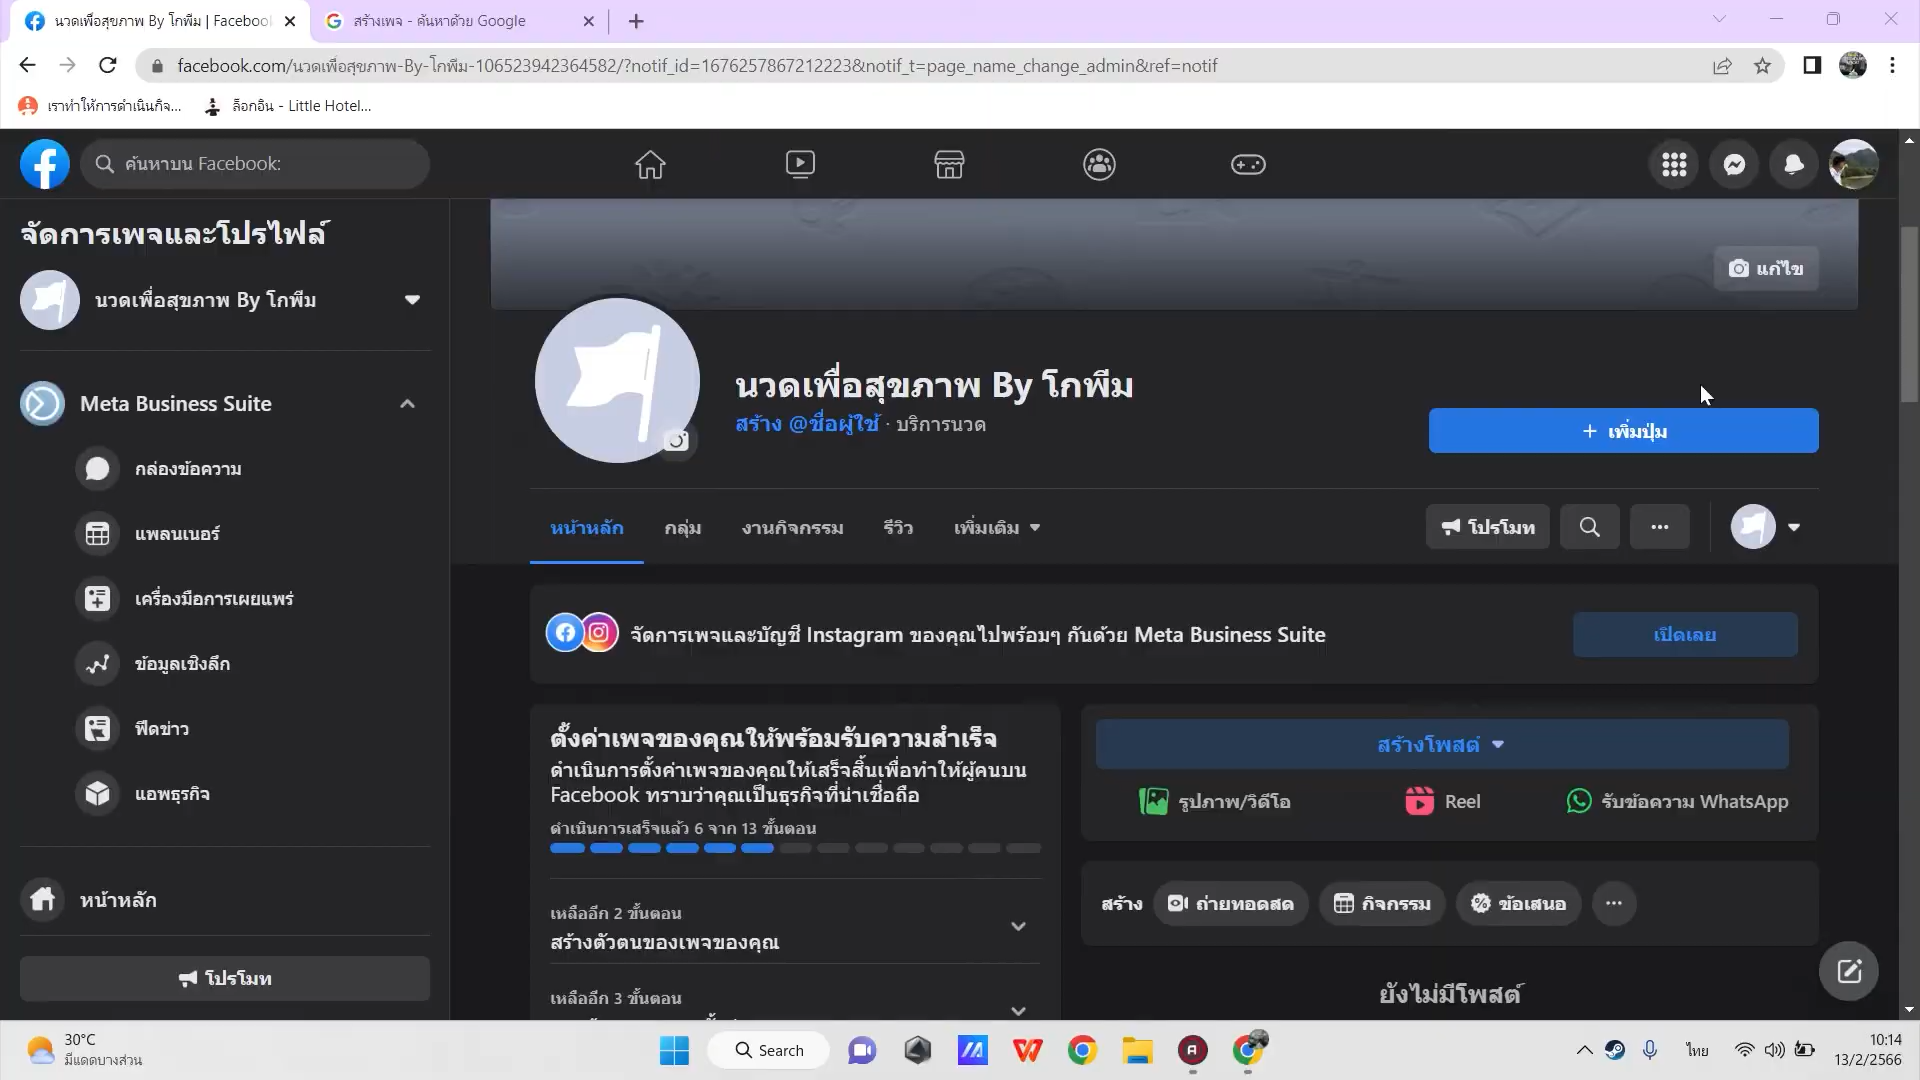 นวดเพื่อสุขภาพ By โกพีม | Facebook
สร้างเพจ - ค้นหาด้วย Google
facebook.com/นวดเพื่อสุขภาพ-By-โกพีม-106523942364582/?notif_id=1676257867212223&notif_t=page_name_change_admin&ref=notif
เราทำให้การดำเนินกิจ...
ล็อกอิน - Little Hotel...
ค้นหาบน Facebook:
จัดการเพจและโปรไฟล์
นวดเพื่อสุขภาพ By โกพีม
Meta Business Suite
กล่องข้อความ
แพลนเนอร์
เครื่องมือการเผยแพร่
ข้อมูลเชิงลึก
ฟีดข่าว
แอพธุรกิจ
หน้าหลัก
โปรโมท
แก้ไข
นวดเพื่อสุขภาพ By โกพีม
สร้าง @ชื่อผู้ใช้ · บริการนวด
+ เพิ่มปุ่ม
หน้าหลัก กลุ่ม งานกิจกรรม รีวิว เพิ่มเติม
โปรโมท
จัดการเพจและบัญชี Instagram ของคุณไปพร้อมๆ กันด้วย Meta Business Suite
เปิดเลย
ตั้งค่าเพจของคุณให้พร้อมรับความสำเร็จ
ดำเนินการตั้งค่าเพจของคุณให้เสร็จสิ้นเพื่อทำให้ผู้คนบน
Facebook ทราบว่าคุณเป็นธุรกิจที่น่าเชื่อถือ
ดำเนินการเสร็จแล้ว 6 จาก 13 ขั้นตอน
เหลืออีก 2 ขั้นตอน
สร้างตัวตนของเพจของคุณ
เหลืออีก 3 ขั้นตอน
สร้างโพสต์
รูปภาพ/วิดีโอ Reel รับข้อความ WhatsApp
สร้าง ถ่ายทอดสด กิจกรรม ข้อเสนอ
ยังไม่มีโพสต์
30°C
มีแดดบางส่วน
Search
ไทย
10:14
13/2/2566